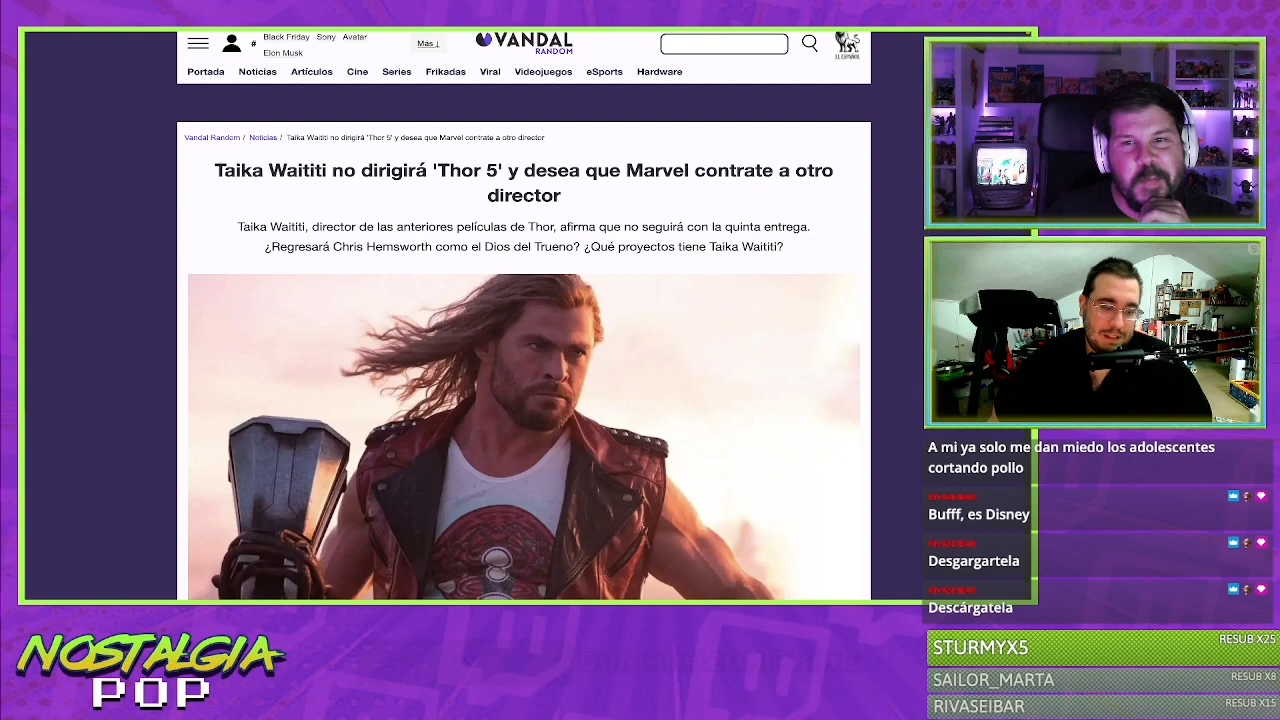 # Black Friday Sony Avatar
Elon Musk
Más ↓
VANDAL
RANDOM
EL ESPAÑOL
Portada Noticias Artículos Cine Series Frikadas Viral Videojuegos eSports Hardware
Vandal Random / Noticias / Taika Waititi no dirigirá 'Thor 5' y desea que Marvel contrate a otro director
Taika Waititi no dirigirá 'Thor 5' y desea que Marvel contrate a otro
director
Taika Waititi, director de las anteriores películas de Thor, afirma que no seguirá con la quinta entrega.
¿Regresará Chris Hemsworth como el Dios del Trueno? ¿Qué proyectos tiene Taika Waititi?
A mi ya solo me dan miedo los adolescentes
cortando pollo
RIVASEIBAR
Bufff, es Disney
RIVASEIBAR
Desgargartela
RIVASEIBAR
Descárgatela
STURMYX5 RESUB X25
SAILOR_MARTA RESUB X8
RIVASEIBAR RESUB X15
NOSTALGIA
POP